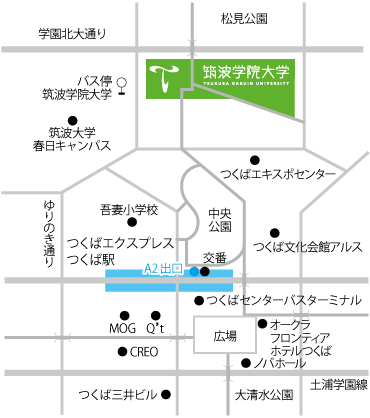 松見公園
学園北大通り
筑波学院大学
TSUKUBA GAKUIN UNIVERSITY
バス停
筑波学院大学
筑波大学
春日キャンパス
つくばエキスポセンター
ゆりのき通り
吾妻小学校
中央
公園
つくばエクスプレス
つくば駅
つくば文化会館アルス
交番
A2出口
つくばセンターバスターミナル
MOG
Q't
広場
オークラ
フロンティア
ホテルつくば
CREO
ノバホール
土浦学園線
つくば三井ビル
大清水公園